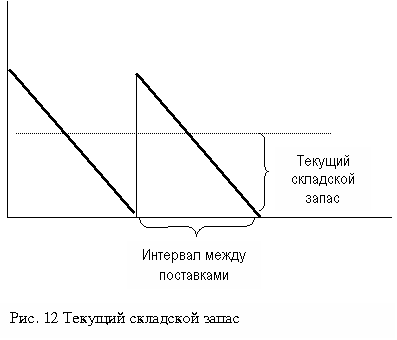 Текущий
складской
запас
Интервал между
поставками
Рис. 12 Текущий складской запас